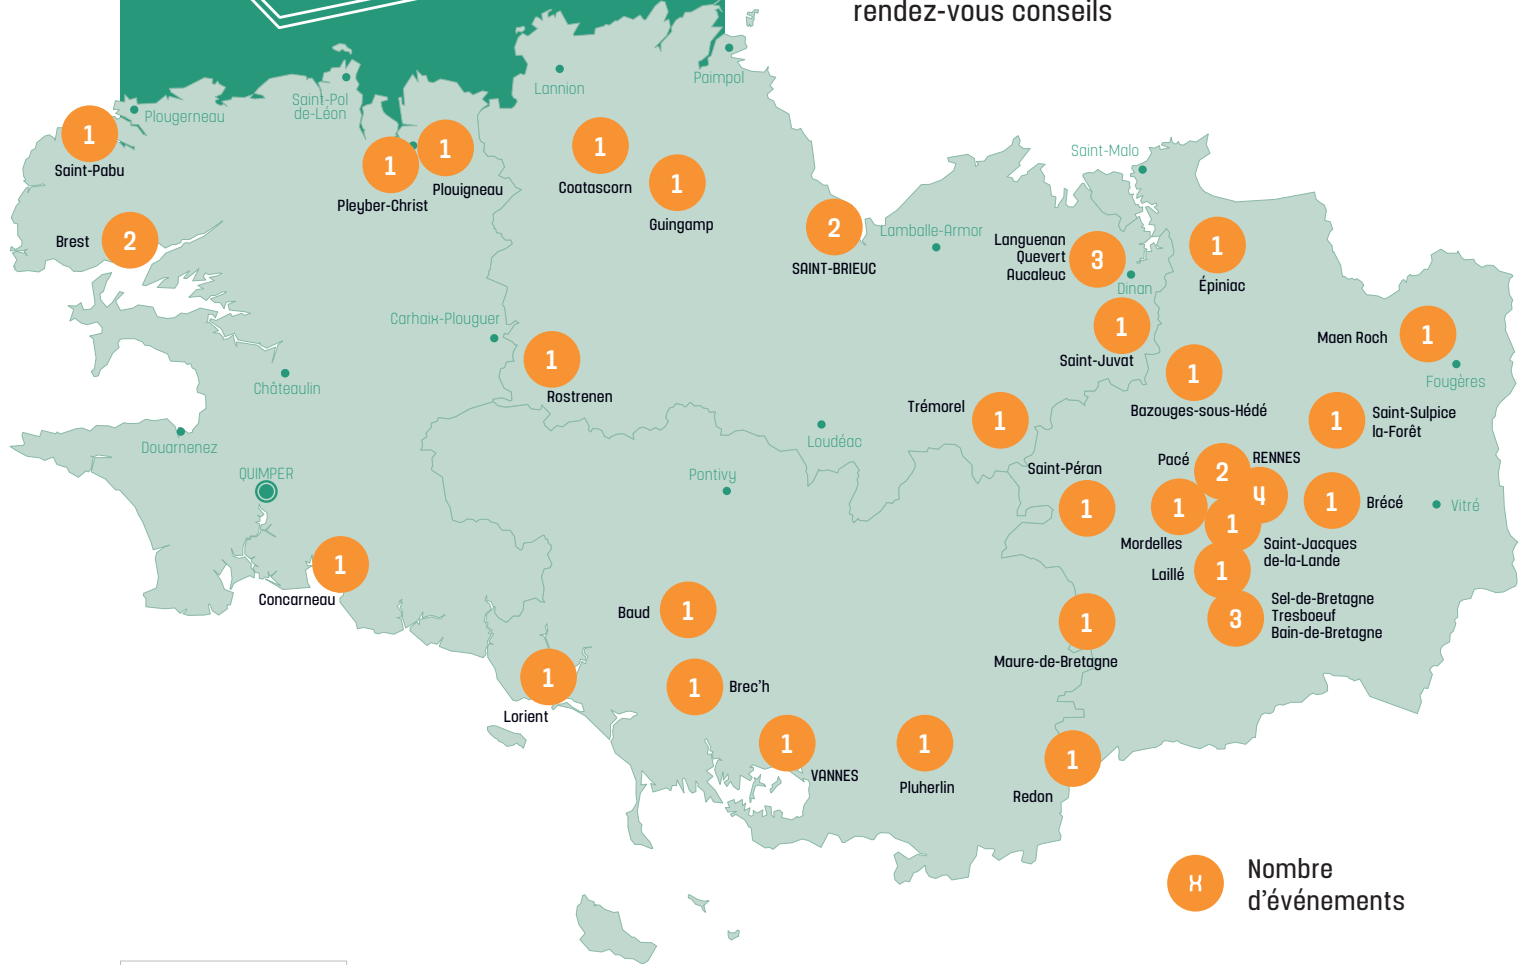 rendez-vous conseils
Paimpol
Lannion
Saint-Pol
de-Léon
Plougerneau
1
Saint-Pabu
1
Pleyber-Christ
1
Plouigneau
1
Coatascorn
1
Guingamp
Brest
2
2
SAINT-BRIEUC
Lamballe-Armor
Saint-Malo
Languenan
Quevert
Aucaleuc
3
Dinan
1
Épiniac
1
Saint-Juvat
Maen Roch
1
Fougères
Carhaix-Plouguer
1
Rostrenen
Châteaulin
1
Bazouges-sous-Hédé
Trémorel
1
1
Saint-Sulpice
la-Forêt
Douarnenez
Loudéac
QUIMPER
Pontivy
Saint-Péran
1
Pacé
2
RENNES
4
1
Mordelles
1
Saint-Jacques
de-la-Lande
1
Brécé
Vitré
Laillé
1
3
Sel-de-Bretagne
Tresboeuf
Bain-de-Bretagne
1
Concarneau
Baud
1
1
Maure-de-Bretagne
1
Lorient
1
Brec'h
1
VANNES
1
Pluherlin
1
Redon
X
Nombre
d'événements